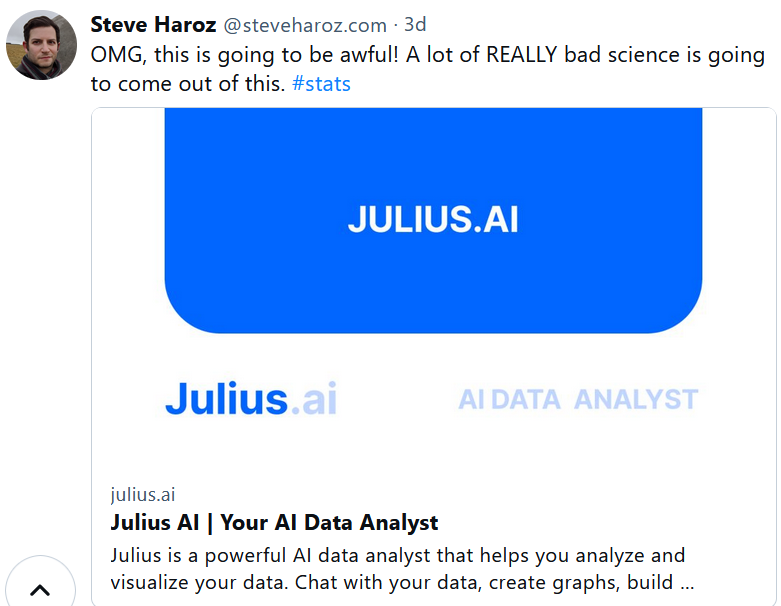 Steve Haroz @steveharoz.com · 3d
OMG, this is going to be awful! A lot of REALLY bad science is going
to come out of this. #stats
JULIUS.AI
Julius.ai AI DATA ANALYST
julius.ai
Julius AI | Your AI Data Analyst
Julius is a powerful AI data analyst that helps you analyze and
visualize your data. Chat with your data, create graphs, build ...